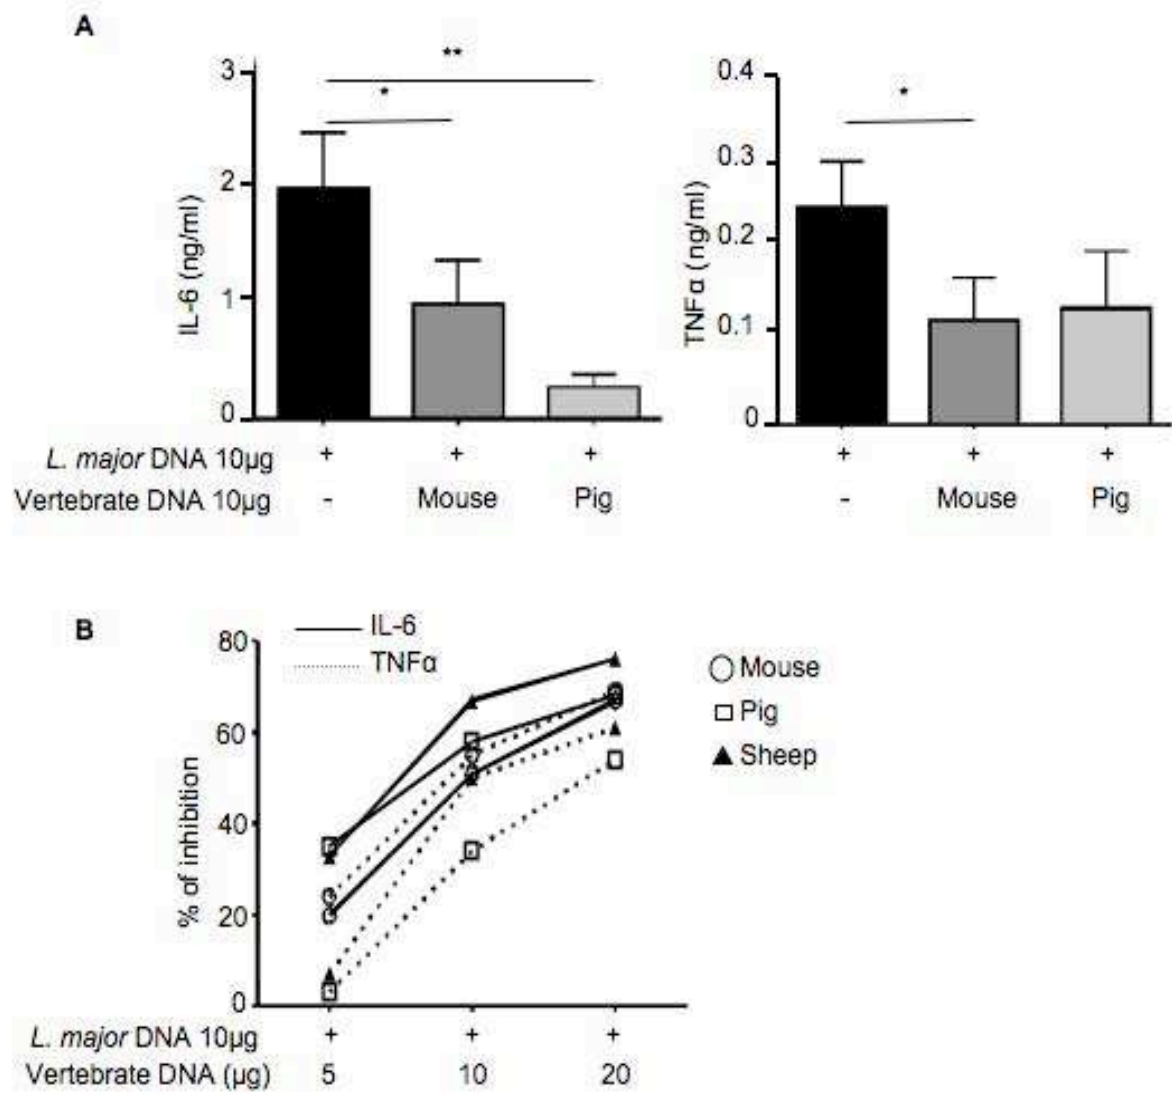 A
**
*
3
2
1
0
IL-6 (ng/ml)
L. major DNA 10µg + + +
Vertebrate DNA 10µg - Mouse Pig
*
0.4
0.3
0.2
0.1
0
TNFα (ng/ml)
+ + +
- Mouse Pig
B
IL-6
TNFα
80
60
40
20
0
% of inhibition
Mouse
Pig
Sheep
L. major DNA 10µg + + +
Vertebrate DNA (µg) 5 10 20